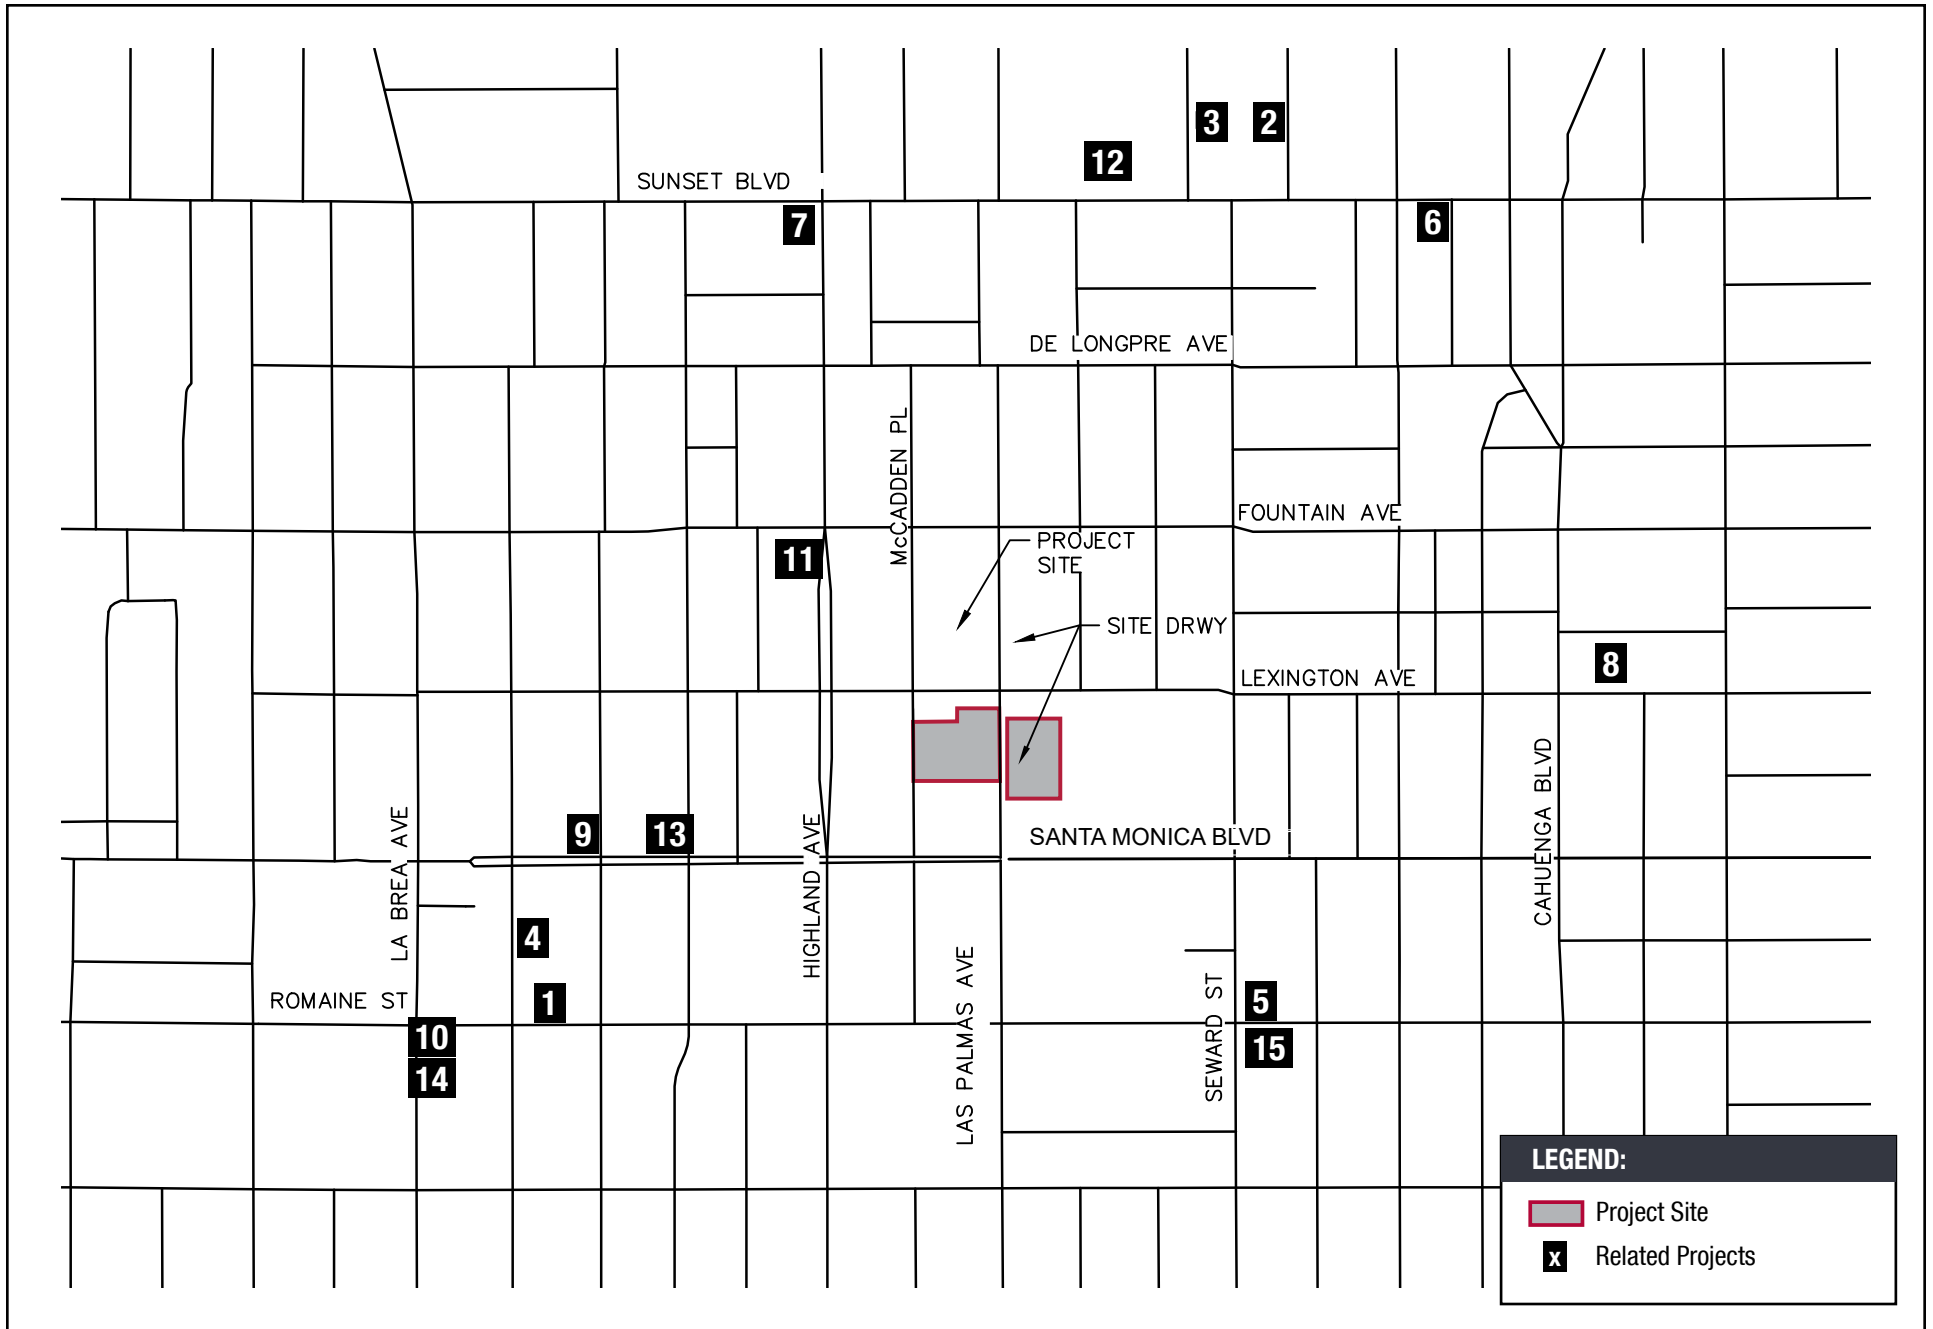 3
2
12
SUNSET BLVD
7
6
DE LONGPRE AVE
McCADDEN PL
FOUNTAIN AVE
PROJECT
SITE
11
SITE DRWY
8
LEXINGTON AVE
CAHUENGA BLVD
LA BREA AVE
9
13
HIGHLAND AVE
SANTA MONICA BLVD
4
LAS PALMAS AVE
SEWARD ST
ROMAINE ST
1
5
10
15
14
LEGEND:
Project Site
x Related Projects